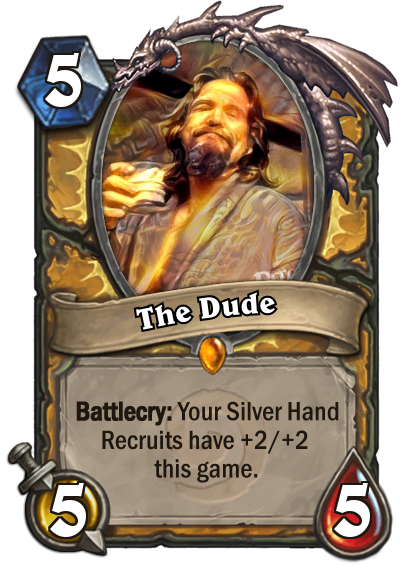 5
The Dude
Battlecry: Your Silver Hand
Recruits have +2/+2
this game.
5
5